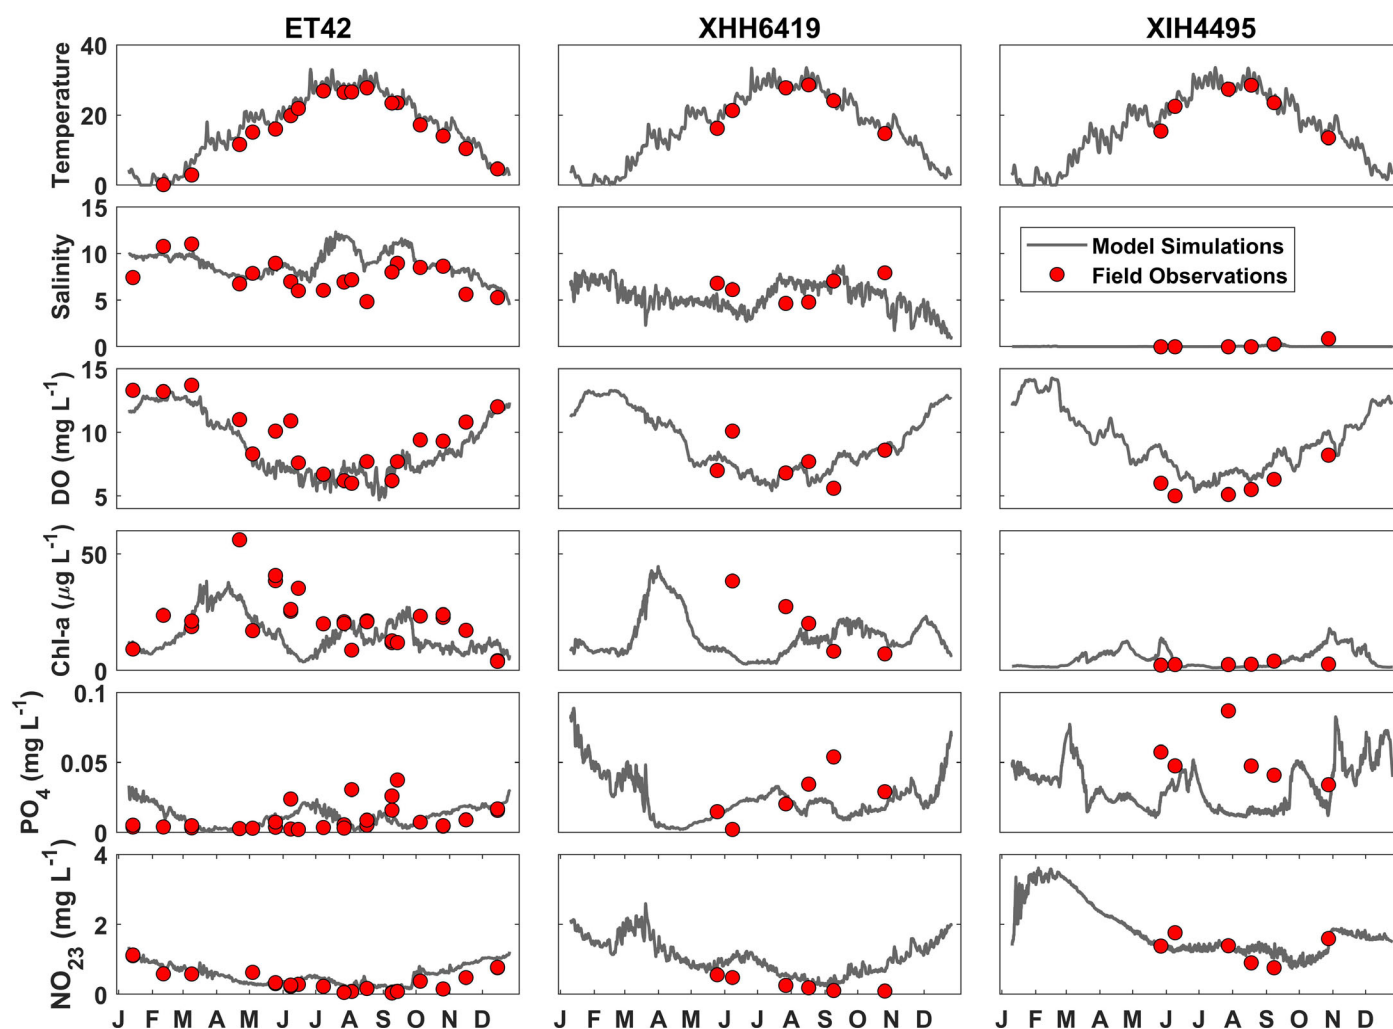 ET42 XHH6419 XIH4495
Temperature
40
20
0
Salinity
15
10
5
0
Model Simulations
Field Observations
DO (mg L⁻¹)
15
10
5
Chl-a (μg L⁻¹)
50
0
PO₄ (mg L⁻¹)
0.1
0.05
0
NO₂₃ (mg L⁻¹)
4
2
0
J F M A M J J A S O N D J F M A M J J A S O N D J F M A M J J A S O N D